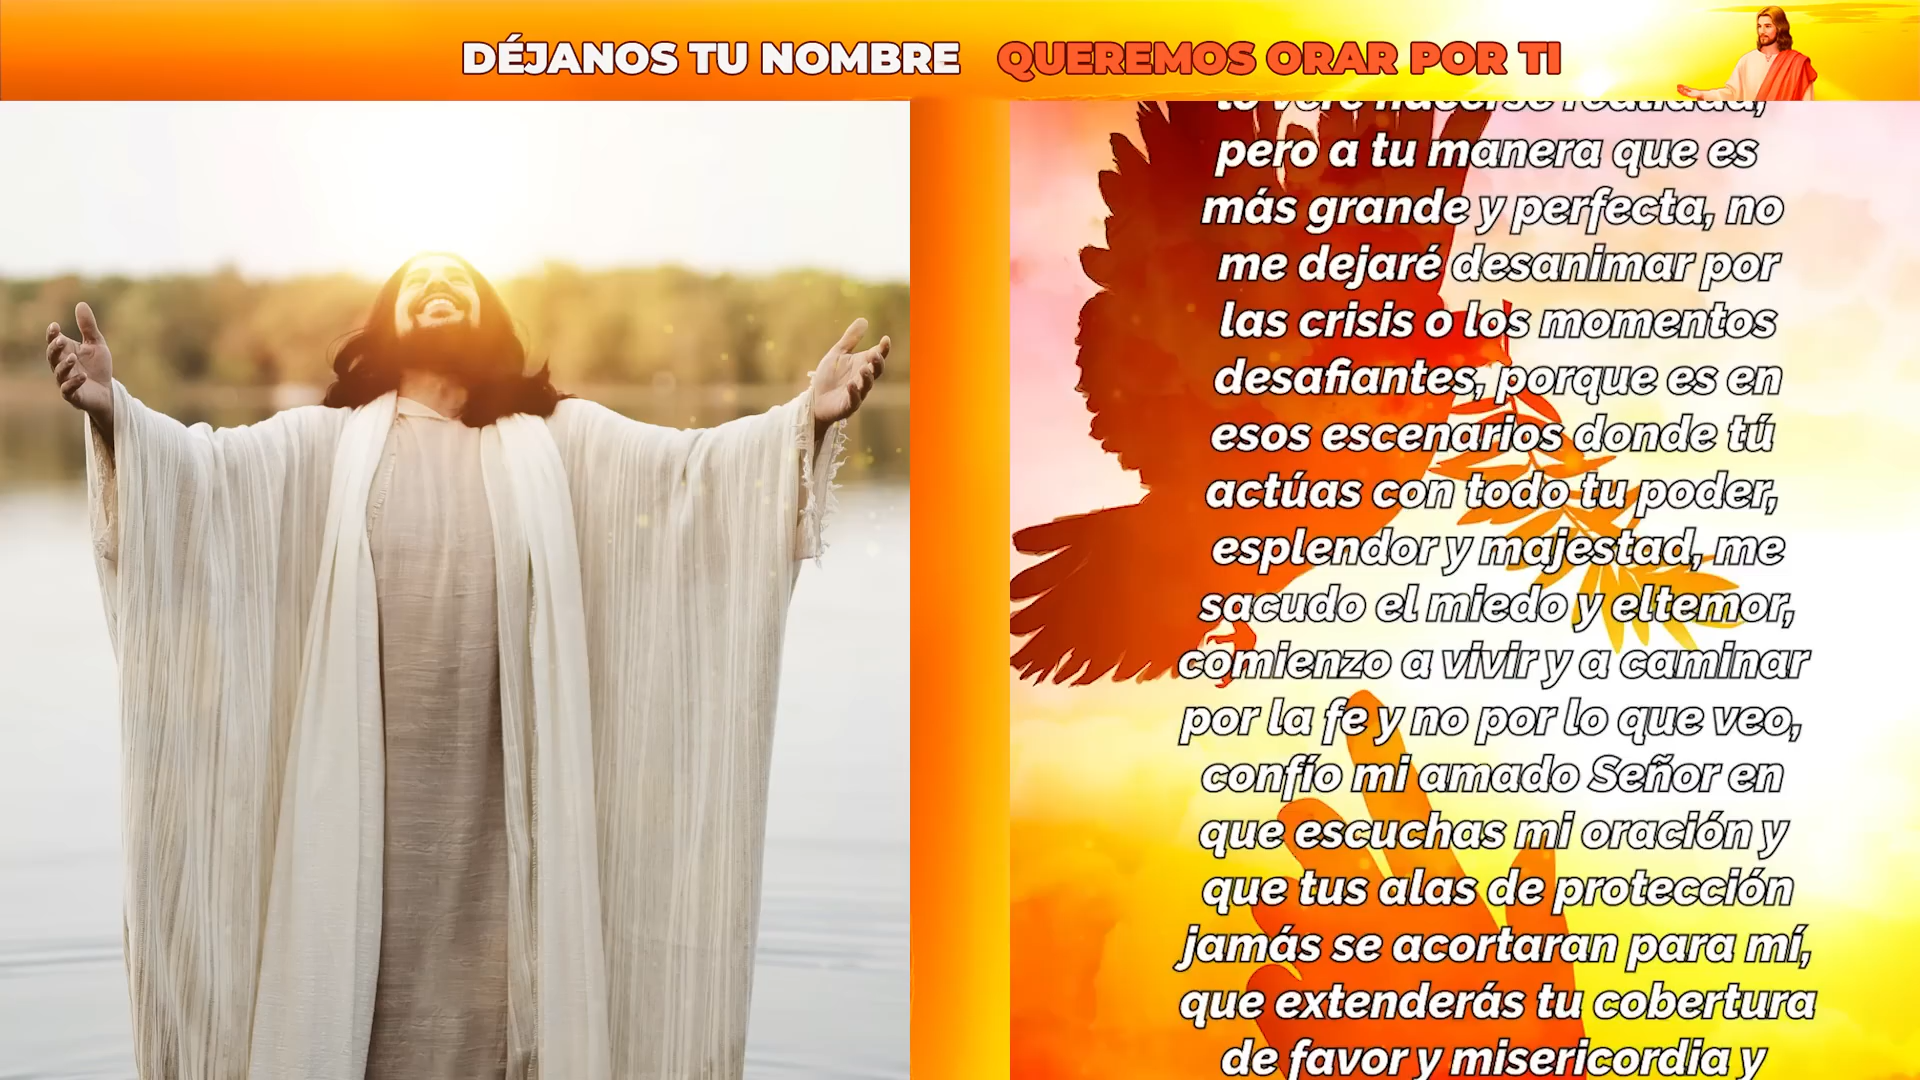 DÉJANOS TU NOMBRE QUEREMOS ORAR POR TI
lo veré hacerse realidad,
pero a tu manera que es
más grande y perfecta, no
me dejaré desanimar por
las crisis o los momentos
desafiantes, porque es en
esos escenarios donde tú
actúas con todo tu poder,
esplendor y majestad, me
sacudo el miedo y eltemor,
comienzo a vivir y a caminar
por la fe y no por lo que veo,
confío mi amado Señor en
que escuchas mi oración y
que tus alas de protección
jamás se acortaran para mí,
que extenderás tu cobertura
de favor y misericordia y